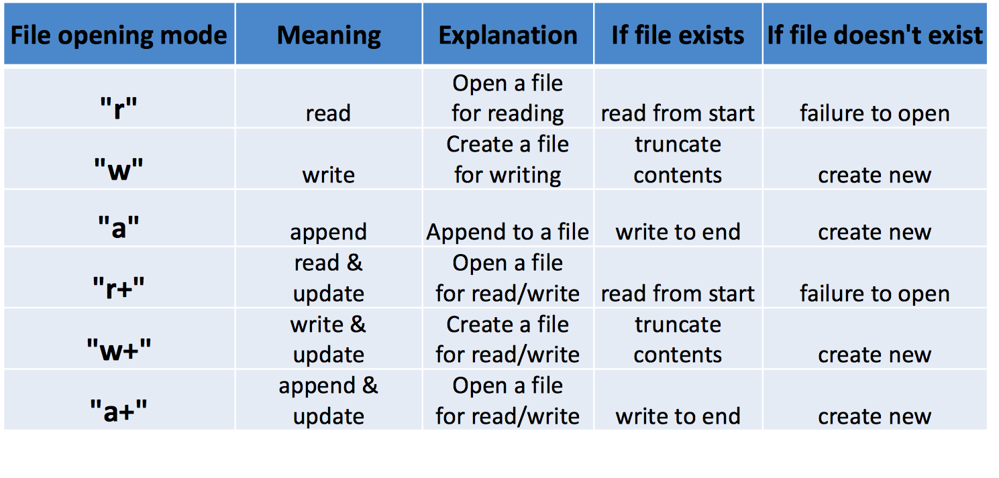 File opening mode Meaning Explanation If file exists If file doesn't exist
"r" read Open a file for reading read from start failure to open
"w" write Create a file for writing truncate contents create new
"a" append Append to a file write to end create new
"r+" read & update Open a file for read/write read from start failure to open
"w+" write & update Create a file for read/write truncate contents create new
"a+" append & update Open a file for read/write write to end create new